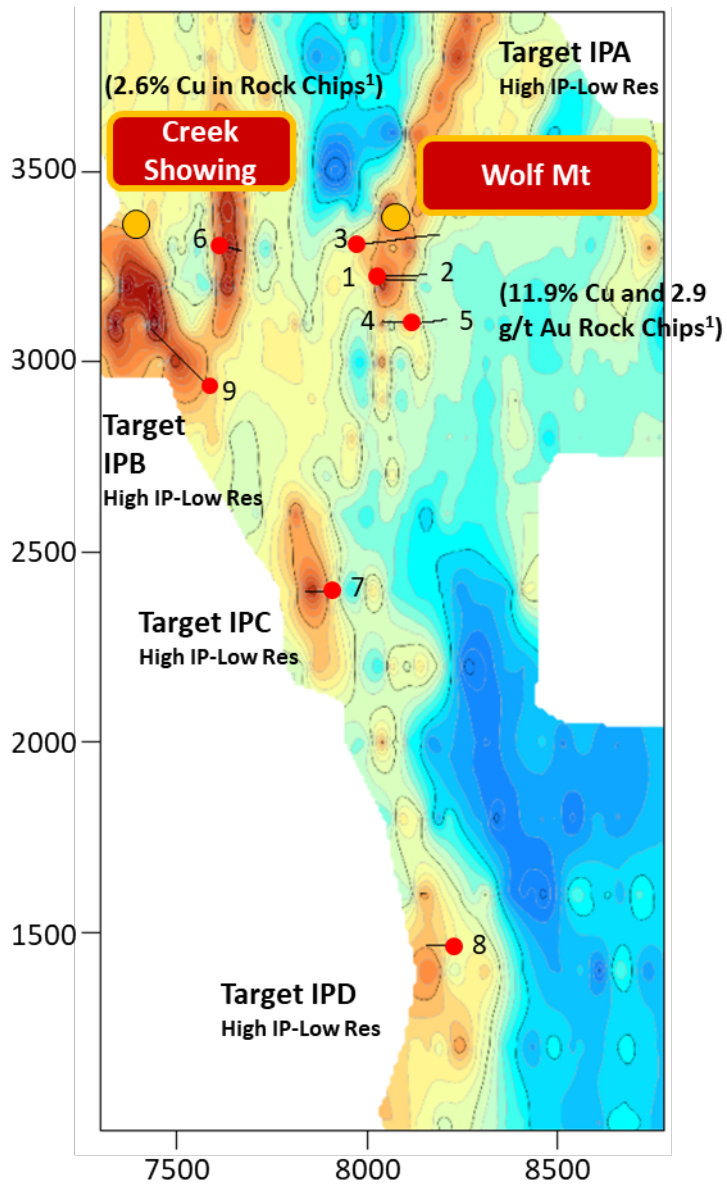 Target IPA
High IP-Low Res
(2.6% Cu in Rock Chips¹)
Creek
Showing
Wolf Mt
3500
6
3
1
2
(11.9% Cu and 2.9
g/t Au Rock Chips¹)
4
5
3000
9
Target
IPB
High IP-Low Res
2500
7
Target IPC
High IP-Low Res
2000
1500
8
Target IPD
High IP-Low Res
7500
8000
8500